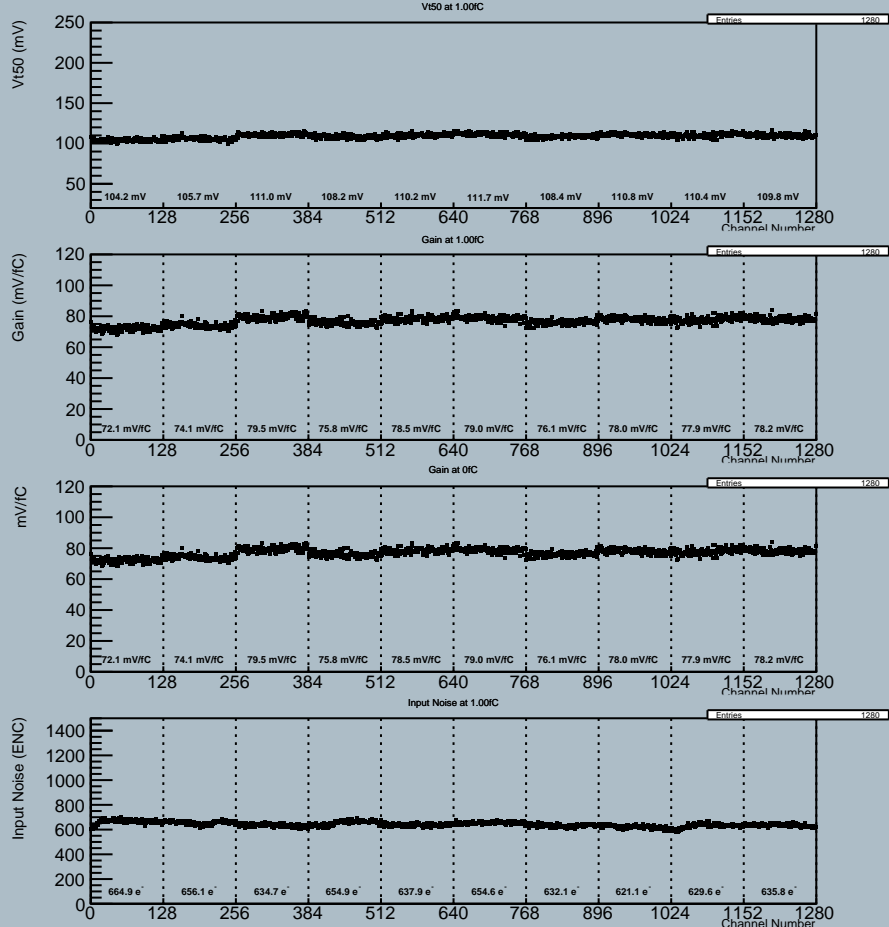 Vt50 at 1.00fC
Entries 1280
Vt50 (mV)
250
200
150
100
50
104.2 mV 105.7 mV 111.0 mV 108.2 mV 110.2 mV 111.7 mV 108.4 mV 110.8 mV 110.4 mV 109.8 mV
0 128 256 384 512 640 768 896 1024 1152 1280
Channel Number
Gain at 1.00fC
Entries 1280
Gain (mV/fC)
120
100
80
60
40
20
0
72.1 mV/fC 74.1 mV/fC 79.5 mV/fC 75.8 mV/fC 78.5 mV/fC 79.0 mV/fC 76.1 mV/fC 78.0 mV/fC 77.9 mV/fC 78.2 mV/fC
0 128 256 384 512 640 768 896 1024 1152 1280
Channel Number
Gain at 0fC
Entries 1280
mV/fC
120
100
80
60
40
20
0
72.1 mV/fC 74.1 mV/fC 79.5 mV/fC 75.8 mV/fC 78.5 mV/fC 79.0 mV/fC 76.1 mV/fC 78.0 mV/fC 77.9 mV/fC 78.2 mV/fC
0 128 256 384 512 640 768 896 1024 1152 1280
Channel Number
Input Noise at 1.00fC
Entries 1280
Input Noise (ENC)
1400
1200
1000
800
600
400
200
0
664.9 e⁻ 656.1 e⁻ 634.7 e⁻ 654.9 e⁻ 637.9 e⁻ 654.6 e⁻ 632.1 e⁻ 621.1 e⁻ 629.6 e⁻ 635.8 e⁻
0 128 256 384 512 640 768 896 1024 1152 1280
Channel Number